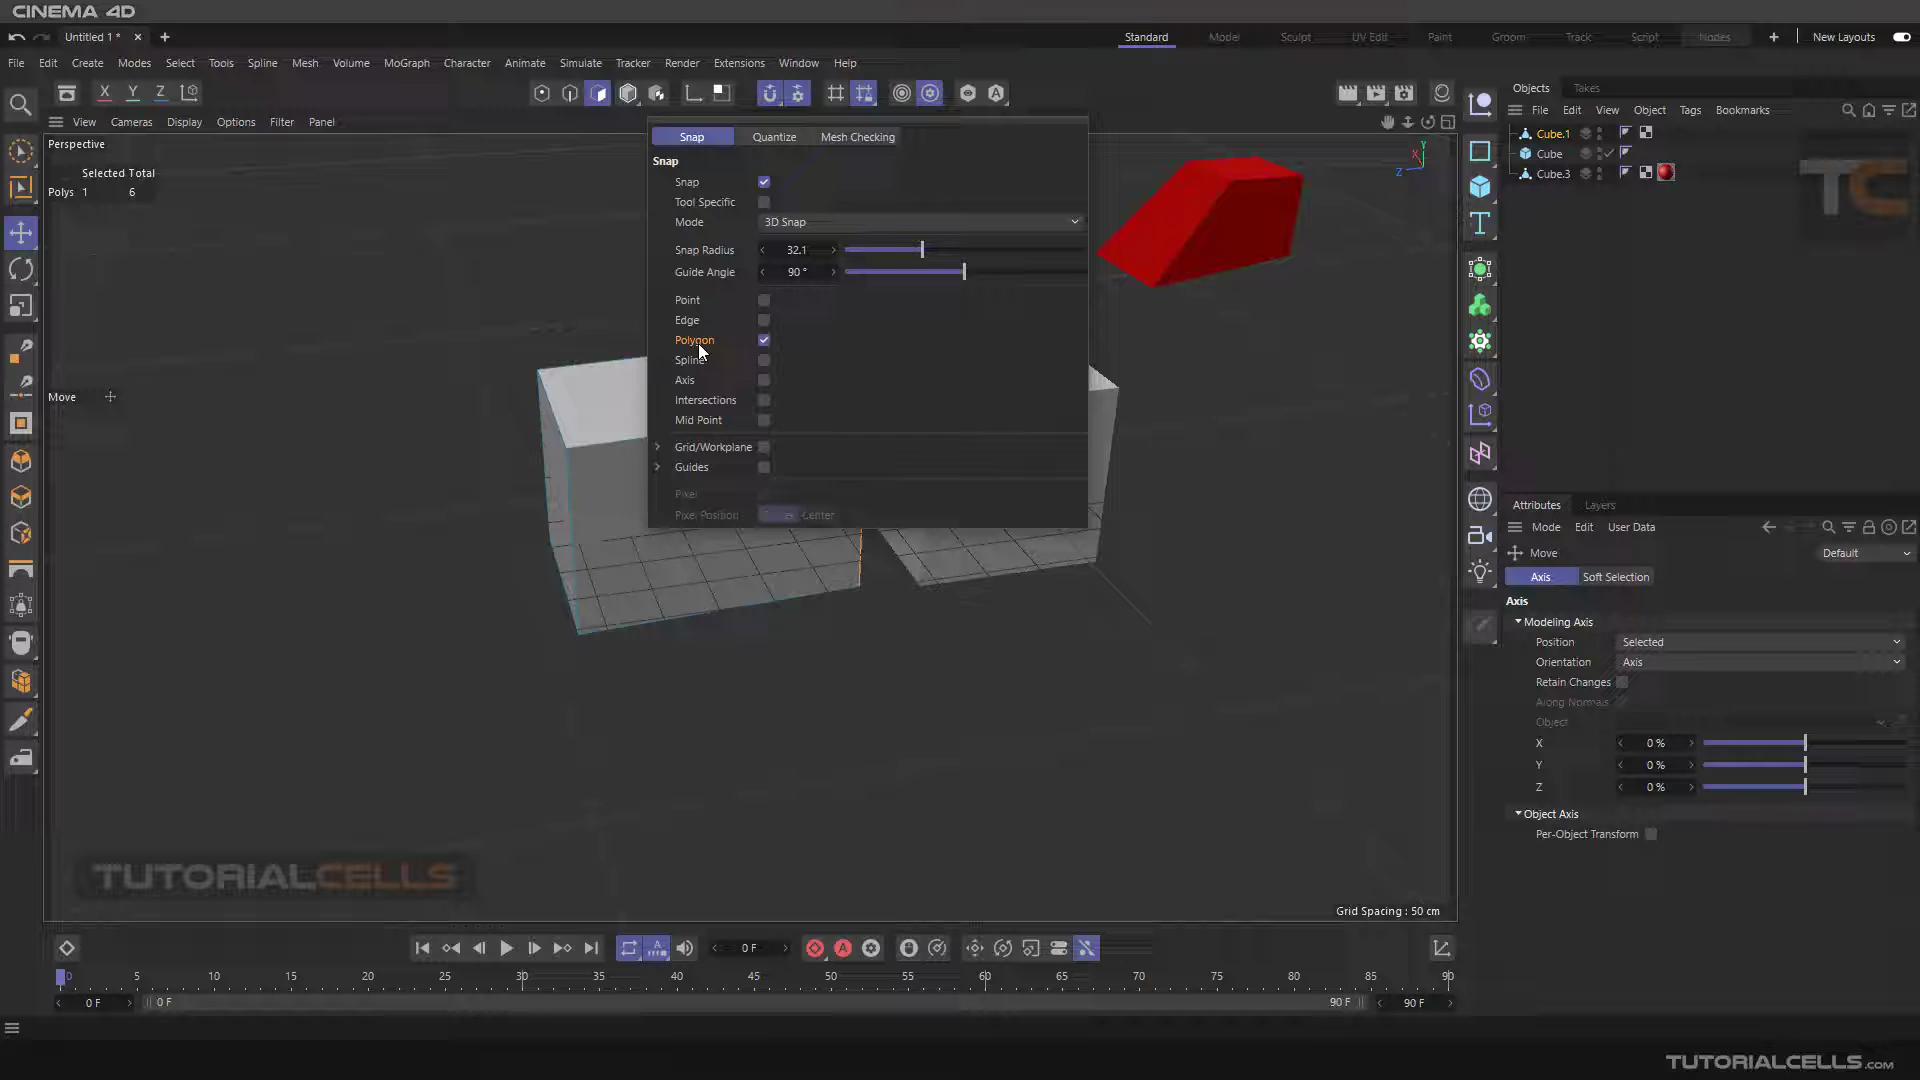 CINEMA 4D
Untitled 1 *
Standard Model Sculpt UV Edit Paint Groom Track Script Nodes New Layouts
File Edit Create Modes Select Tools Spline Mesh Volume MoGraph Character Animate Simulate Tracker Render Extensions Window Help
X Y Z
View Cameras Display Options Filter Panel
Perspective
Selected Total
Polys 1 6
Move
Snap Quantize Mesh Checking
Snap
Snap
Tool Specific
Mode 3D Snap
Snap Radius 32.1
Guide Angle 90 °
Point
Edge
Polygon
Spline
Axis
Intersections
Mid Point
Grid/Workplane
Guides
Pixel
Pixel Position Center
Y
X
Z
Objects Takes
File Edit View Object Tags Bookmarks
Cube.1
Cube
Cube.3
TC
Attributes Layers
Mode Edit User Data
Move Default
Axis Soft Selection
Axis
Modeling Axis
Position Selected
Orientation Axis
Retain Changes
Along Normals
Object
X 0 %
Y 0 %
Z 0 %
Object Axis
Per-Object Transform
TUTORIALCELLS
Grid Spacing : 50 cm
0 F
0 5 10 15 20 25 30 35 40 45 50 55 60 65 70 75 80 85 90
0 F 0 F 90 F 90 F
TUTORIALCELLS.com